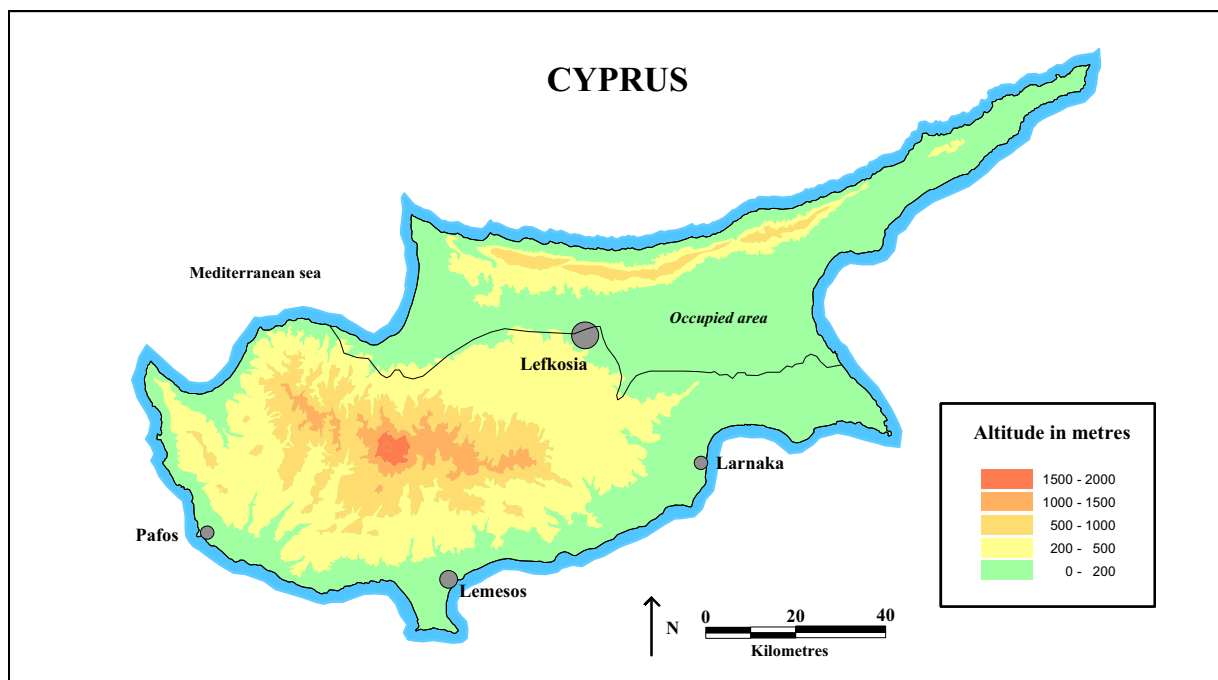 CYPRUS
Mediterranean sea
Occupied area
Lefkosia
Larnaka
Pafos
Lemesos
Altitude in metres
1500 - 2000
1000 - 1500
500 - 1000
200 - 500
0 - 200
N
0 20 40
Kilometres